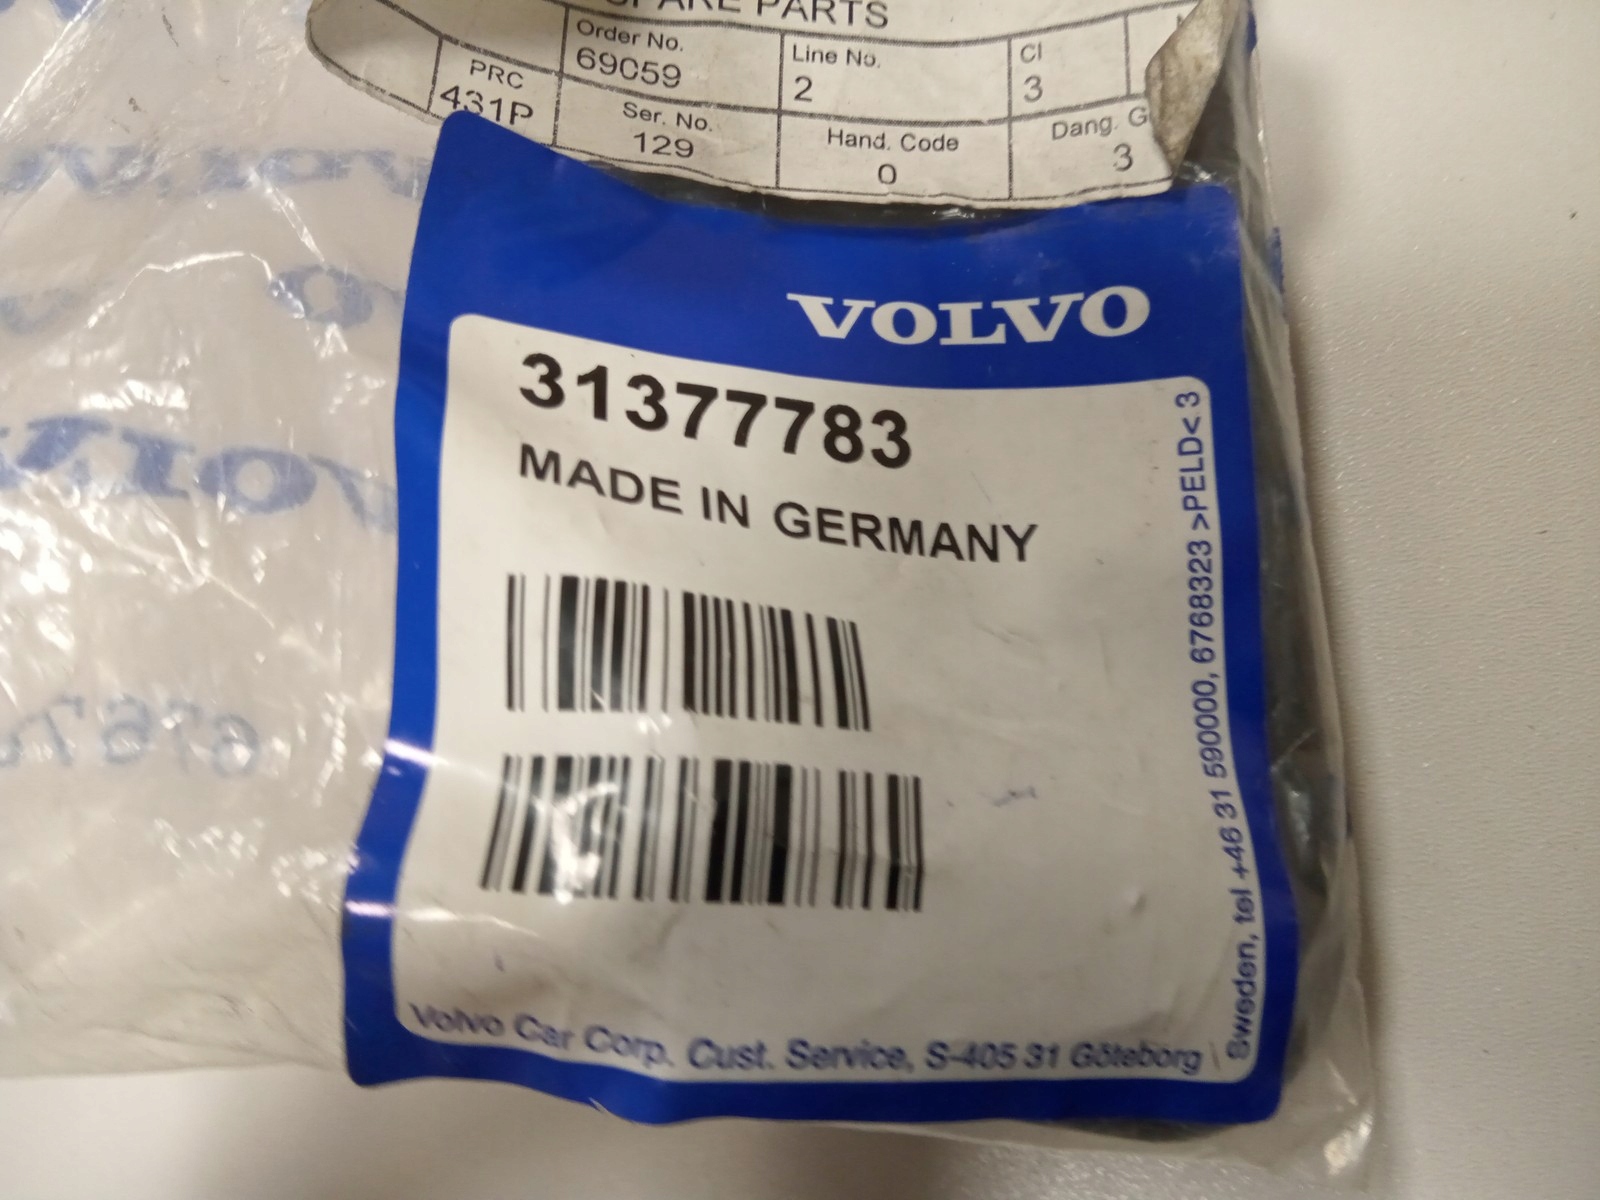 SPARE PARTS
Order No.
69059
Line No.
2
Cl
3
PRC
431P
Ser. No.
129
Hand. Code
0
Dang. G
3
VOLVO
31377783
MADE IN GERMANY
Volvo Car Corp. Cust. Service, S-405 31 Göteborg
Sweden, tel +46 31 590000, 6768323 >PELD< 3